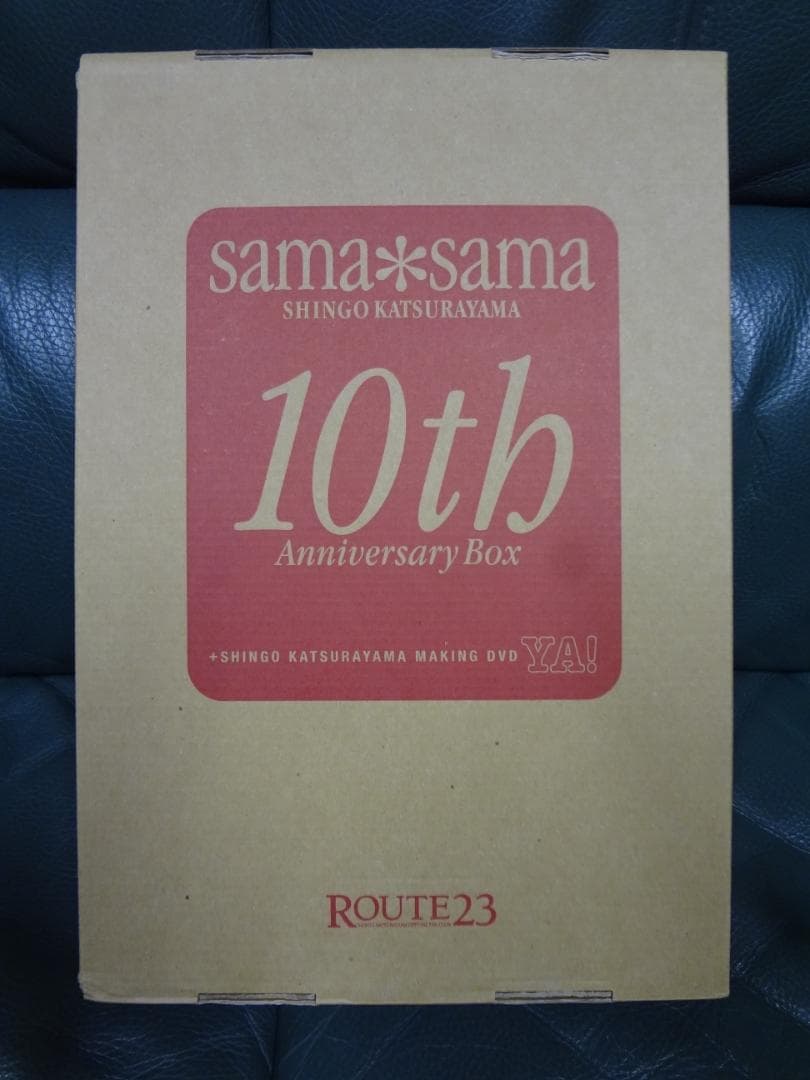 sama*sama
SHINGO KATSURAYAMA
10th
Anniversary Box
+SHINGO KATSURAYAMA MAKING DVD YA!
ROUTE23